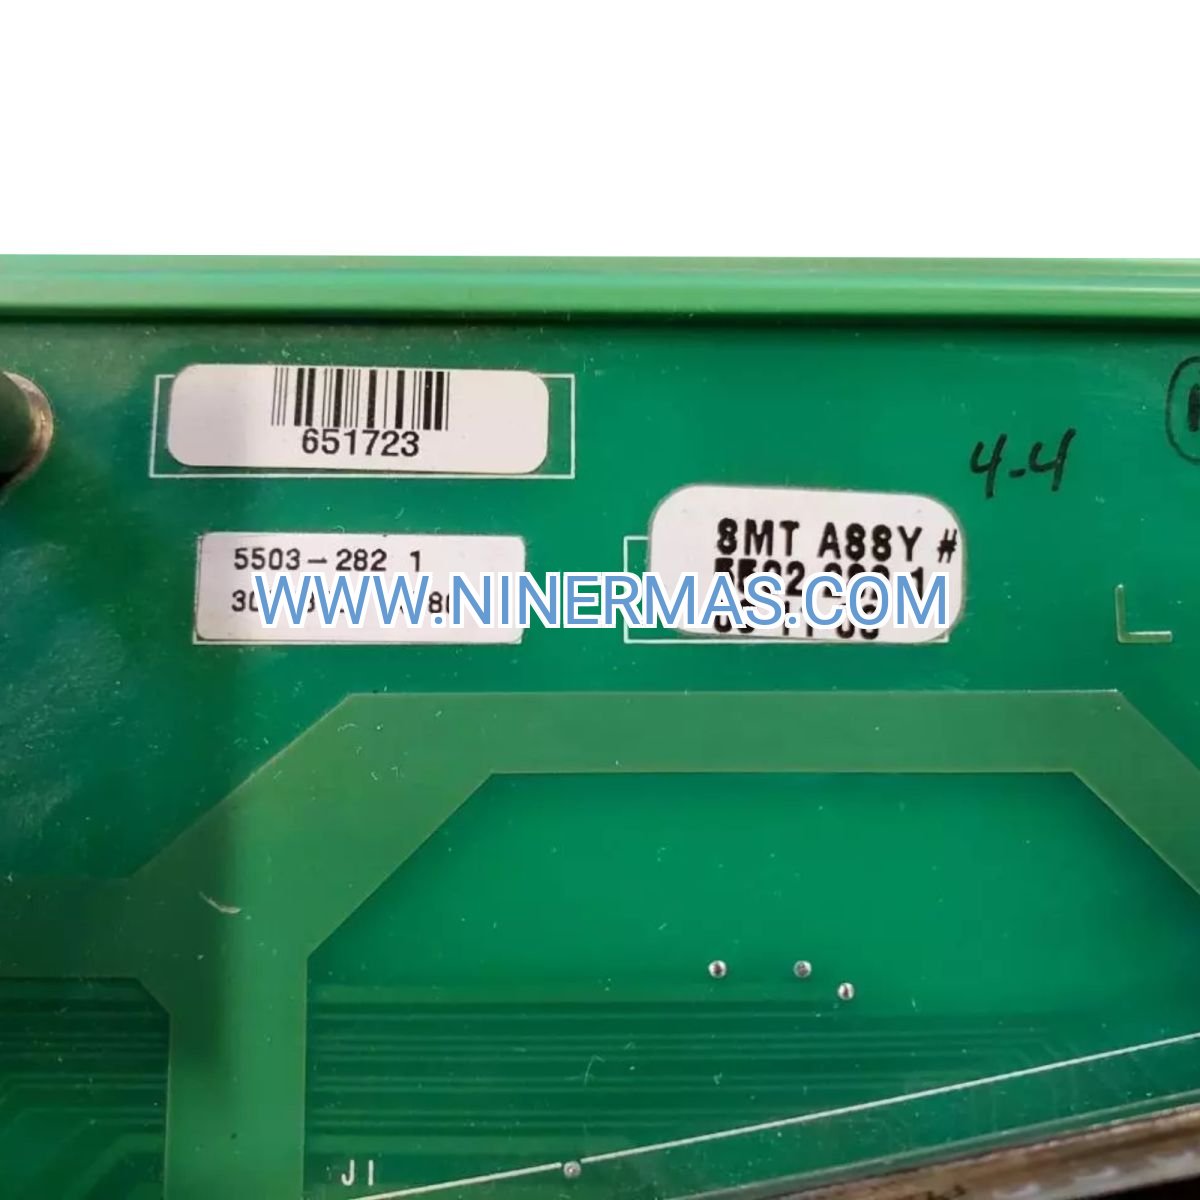 651723
4-4
SMT ASSY #
5503-282 1
WWW.NINERMAS.COM
L
J1